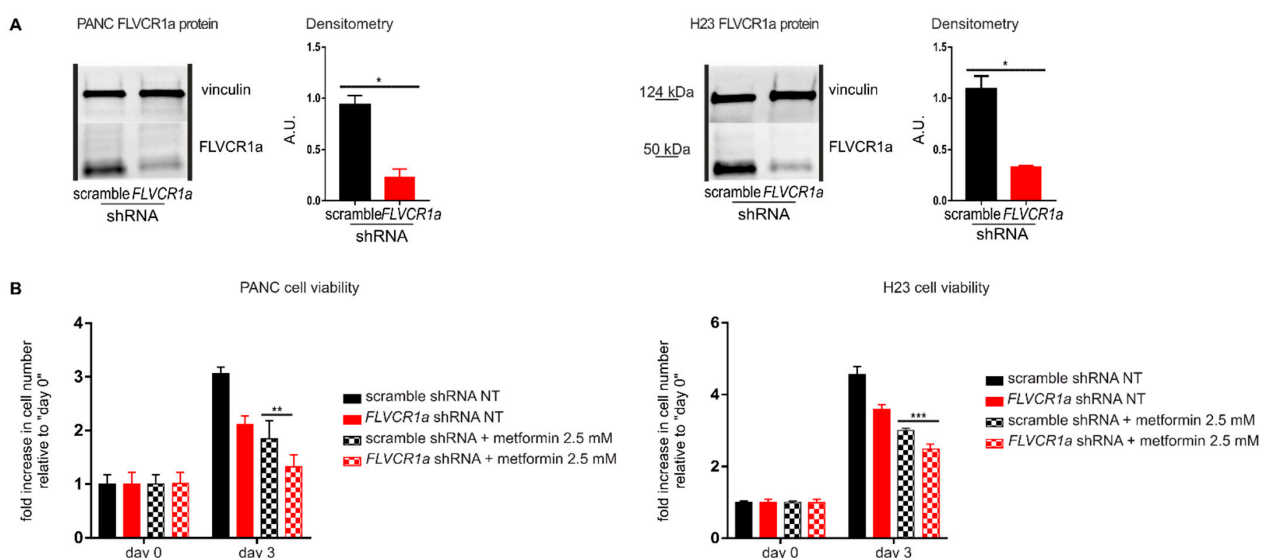 A
PANC FLVCR1a protein
vinculin
FLVCR1a
scramble FLVCR1a
shRNA
Densitometry
A.U.
1.5
1.0
0.5
0.0
*
scramble FLVCR1a
shRNA
H23 FLVCR1a protein
124 kDa
50 kDa
vinculin
FLVCR1a
scramble FLVCR1a
shRNA
Densitometry
A.U.
1.5
1.0
0.5
0.0
*
scramble FLVCR1a
shRNA
B
PANC cell viability
fold increase in cell number
relative to "day 0"
4
3
2
1
0
**
day 0
day 3
scramble shRNA NT
FLVCR1a shRNA NT
scramble shRNA + metformin 2.5 mM
FLVCR1a shRNA + metformin 2.5 mM
H23 cell viability
fold increase in cell number
relative to "day 0"
6
4
2
0
***
day 0
day 3
scramble shRNA NT
FLVCR1a shRNA NT
scramble shRNA + metformin 2.5 mM
FLVCR1a shRNA + metformin 2.5 mM